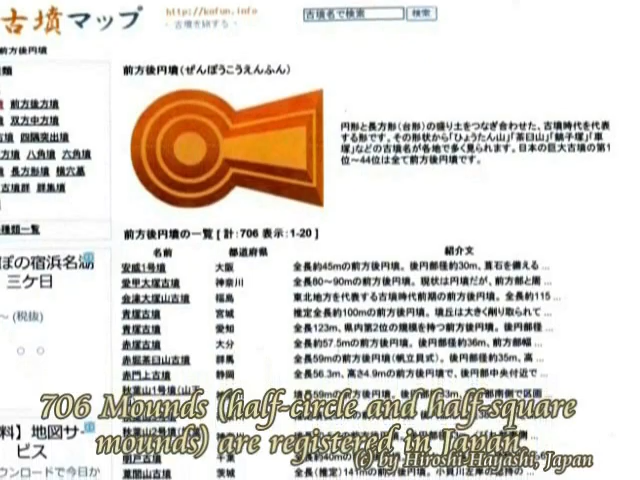 古墳マップ
http://kofun.info
- 古墳を旅する -
古墳名で検索 検索
前方後円墳
前方後方墳
双方中方墳
四隅突出墳
八角墳 六角墳
長方形墳 横穴墓
古墳群 群集墳
種類一覧
ぼの宿浜名湖
三ケ日
～ (税抜)
料】地図サー
ビス
ウンロードで今日か
前方後円墳(ぜんぽうこうえんふん)
円形と長方形(台形)の盛り土をつなぎ合わせた、古墳時代を代表
する形です。その形状から「ひょうたん山」「茶臼山」「銚子塚」「車
塚」などの古墳名が各地で多く見られます。日本の巨大古墳の第1
位～44位は全て前方後円墳です。
前方後円墳の一覧 [ 計:706 表示:1-20 ]
名前 都道府県 紹介文
安威1号墳 大阪 全長約45mの前方後円墳。後円部径約30m、葺石を備える ...
愛甲大塚古墳 神奈川 全長80～90mの前方後円墳。現状は円墳だが、前方部と周 ...
会津大塚山古墳 福島 東北地方を代表する古墳時代前期の前方後円墳。全長約115 ...
青塚古墳 宮城 推定全長約100mの前方後円墳。墳丘は大きく削り取られて ...
青塚古墳 愛知 全長123m、県内第2位の規模を持つ前方後円墳。後円部径 ...
赤塚古墳 大分 全長約57.5mの前方後円墳。後円部径約36m、前方部幅 ...
赤堀茶臼山古墳 群馬 全長59mの前方後円墳(帆立貝式)。後円部径約35m、高 ...
赤門上古墳 静岡 全長56.3m、高さ4.9mの前方後円墳で、後円部中央付近で ...
秋葉山1号墳(山王
706 Mounds (half-circle and half-square
mounds) are registered in Japan
© by Hiroshi Hayashi, Japan